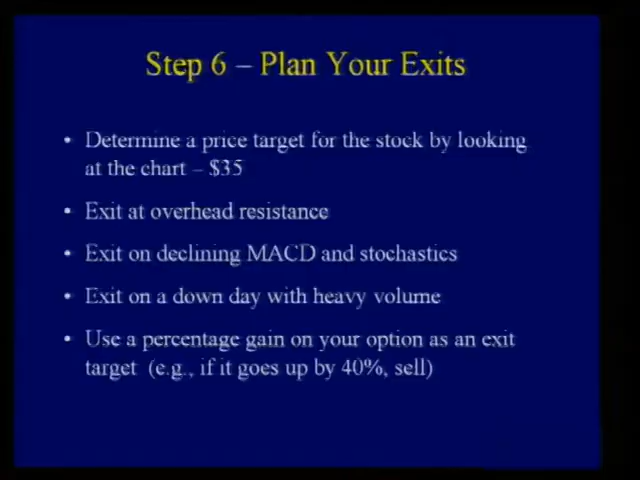 Step 6 – Plan Your Exits
• Determine a price target for the stock by looking
at the chart – $35
• Exit at overhead resistance
• Exit on declining MACD and stochastics
• Exit on a down day with heavy volume
• Use a percentage gain on your option as an exit
target (e.g., if it goes up by 40%, sell)